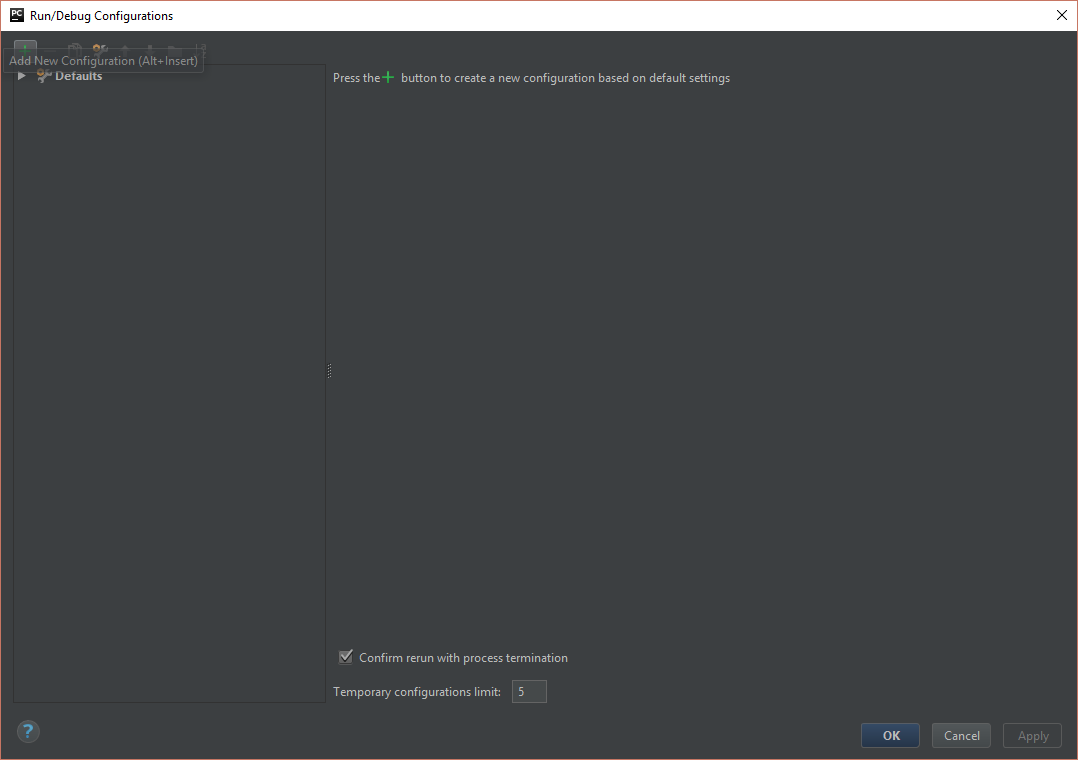 PC
Run/Debug Configurations
Add New Configuration (Alt+Insert)
Defaults
Press the + button to create a new configuration based on default settings
Confirm rerun with process termination
Temporary configurations limit: 5
?
OK Cancel Apply